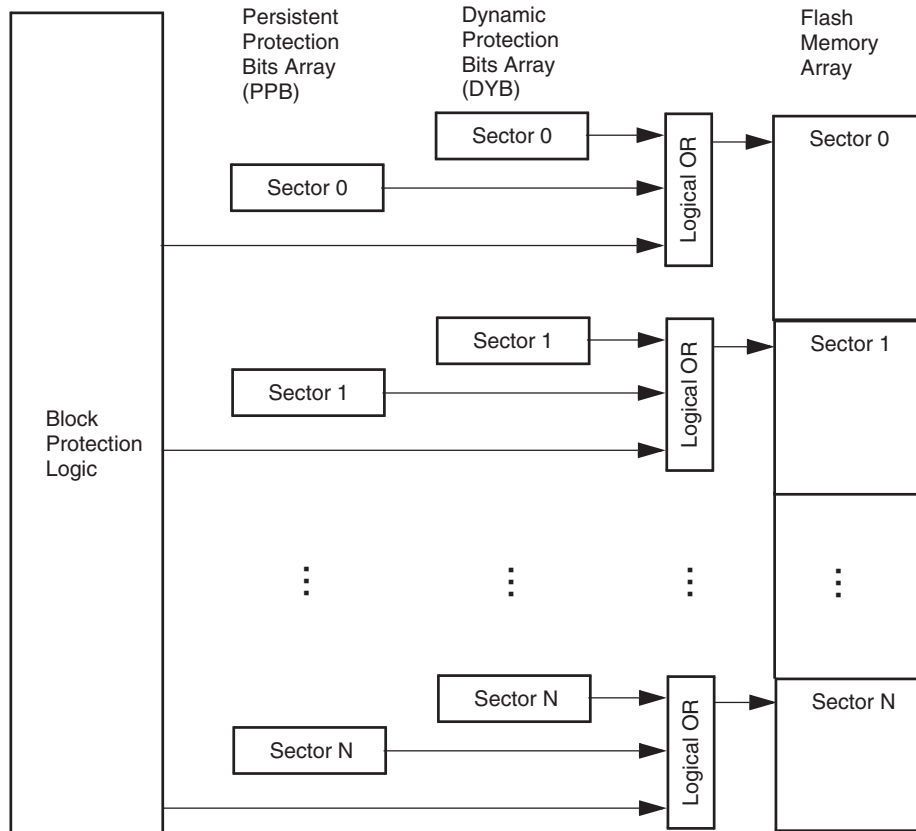 Persistent
Protection
Bits Array
(PPB)
Dynamic
Protection
Bits Array
(DYB)
Flash
Memory
Array
Sector 0
Sector 0
Logical OR
Sector 0
Sector 1
Sector 1
Logical OR
Sector 1
Block
Protection
Logic
Sector N
Sector N
Logical OR
Sector N